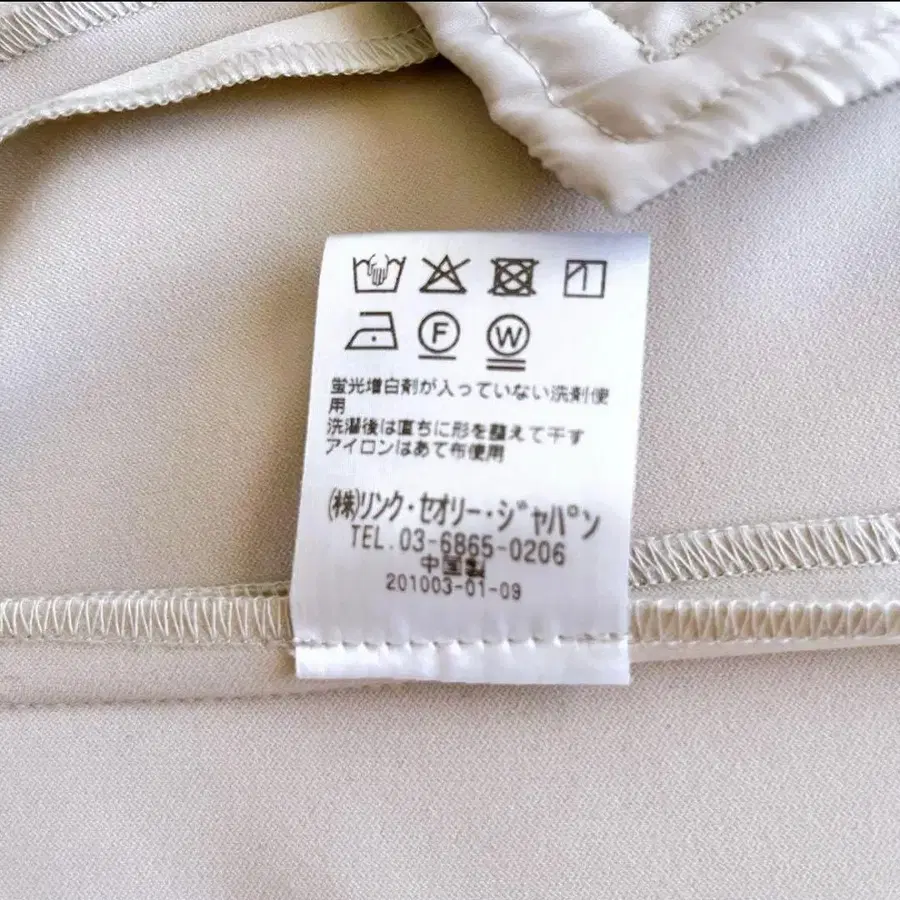 F W
蛍光増白剤が入っていない洗剤使
用
洗濯後は直ちに形を整えて干す
アイロンはあて布使用
㈱リンク・セオリー・ジャパン
TEL.03-6865-0206
中国製
201003-01-09